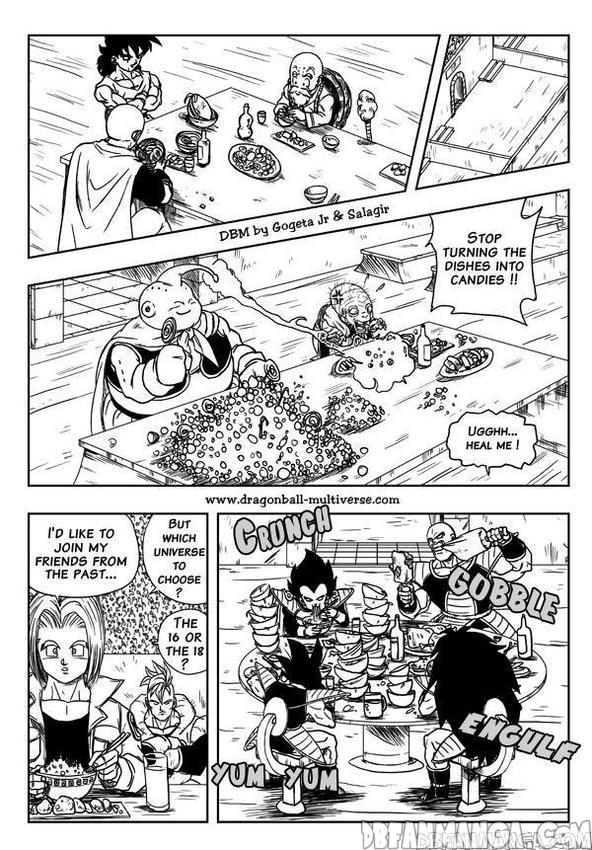 DBM by Gogeta Jr & Salagir
STOP
TURNING THE
DISHES INTO
CANDIES !!
UGGHH...
HEAL ME !
www.dragonball-multiverse.com
I'D LIKE TO
JOIN MY
FRIENDS FROM
THE PAST...
BUT
WHICH
UNIVERSE
TO
CHOOSE
?
THE
16 OR
THE 18
?
CRUNCH
GOBBLE
YUM YUM
ENGULF
DBFANMANGA.COM
DBFANMANGA.COM